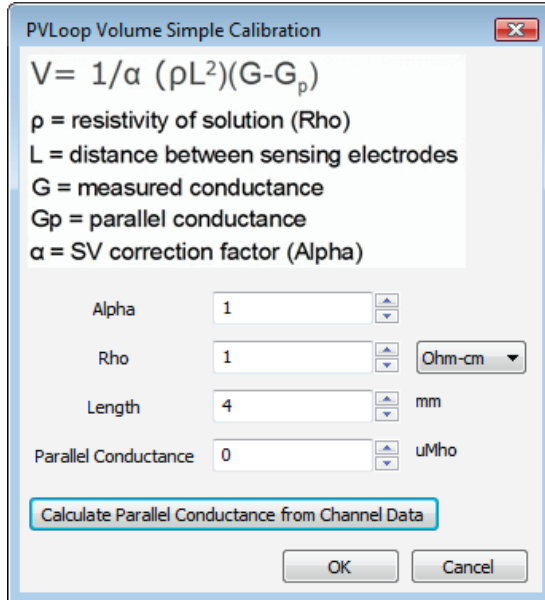 PVLoop Volume Simple Calibration
V= 1/α (ρL²)(G-Gₚ)
ρ = resistivity of solution (Rho)
L = distance between sensing electrodes
G = measured conductance
Gp = parallel conductance
α = SV correction factor (Alpha)
Alpha 1
Rho 1 Ohm-cm
Length 4 mm
Parallel Conductance 0 uMho
Calculate Parallel Conductance from Channel Data
OK Cancel